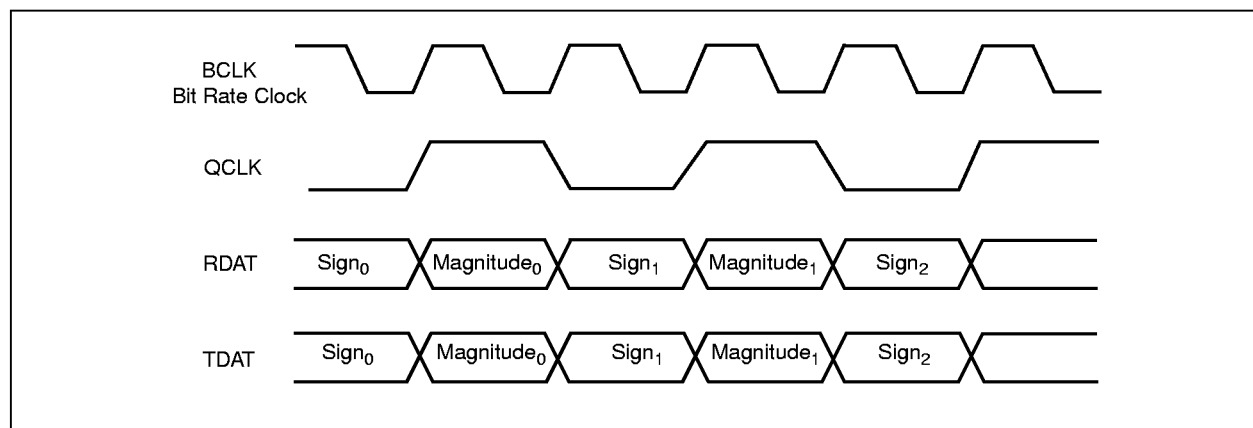 BCLK
Bit Rate Clock
QCLK
RDAT
Sign₀ Magnitude₀ Sign₁ Magnitude₁ Sign₂
TDAT
Sign₀ Magnitude₀ Sign₁ Magnitude₁ Sign₂